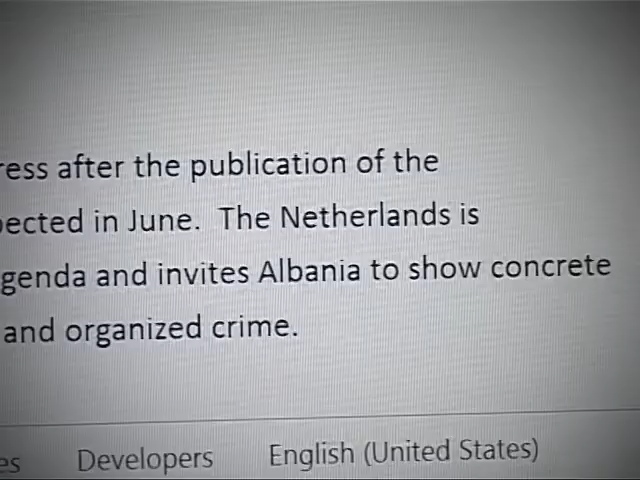 ress after the publication of the
pected in June. The Netherlands is
genda and invites Albania to show concrete
and organized crime.
es Developers English (United States)